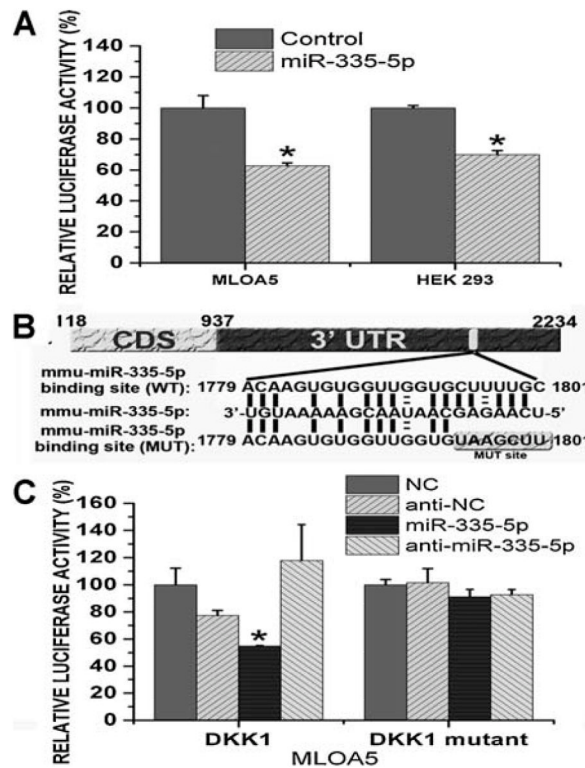 A
RELATIVE LUCIFERASE ACTIVITY (%)
140
120
100
80
60
40
20
0
Control
miR-335-5p
*
*
MLOA5
HEK 293
B
118
937
2234
CDS
3' UTR
mmu-miR-335-5p
binding site (WT): 1779 ACAAGUGUGGUUGGUGCUUUUGC 1801
mmu-miR-335-5p: 3'-UGUAAAAAGCAAUAACGAGAACU-5'
mmu-miR-335-5p
binding site (MUT): 1779 ACAAGUGUGGUUGGUGUAAGCUU 1801
MUT site
C
RELATIVE LUCIFERASE ACTIVITY (%)
160
140
120
100
80
60
40
20
0
NC
anti-NC
miR-335-5p
anti-miR-335-5p
*
DKK1
DKK1 mutant
MLOA5